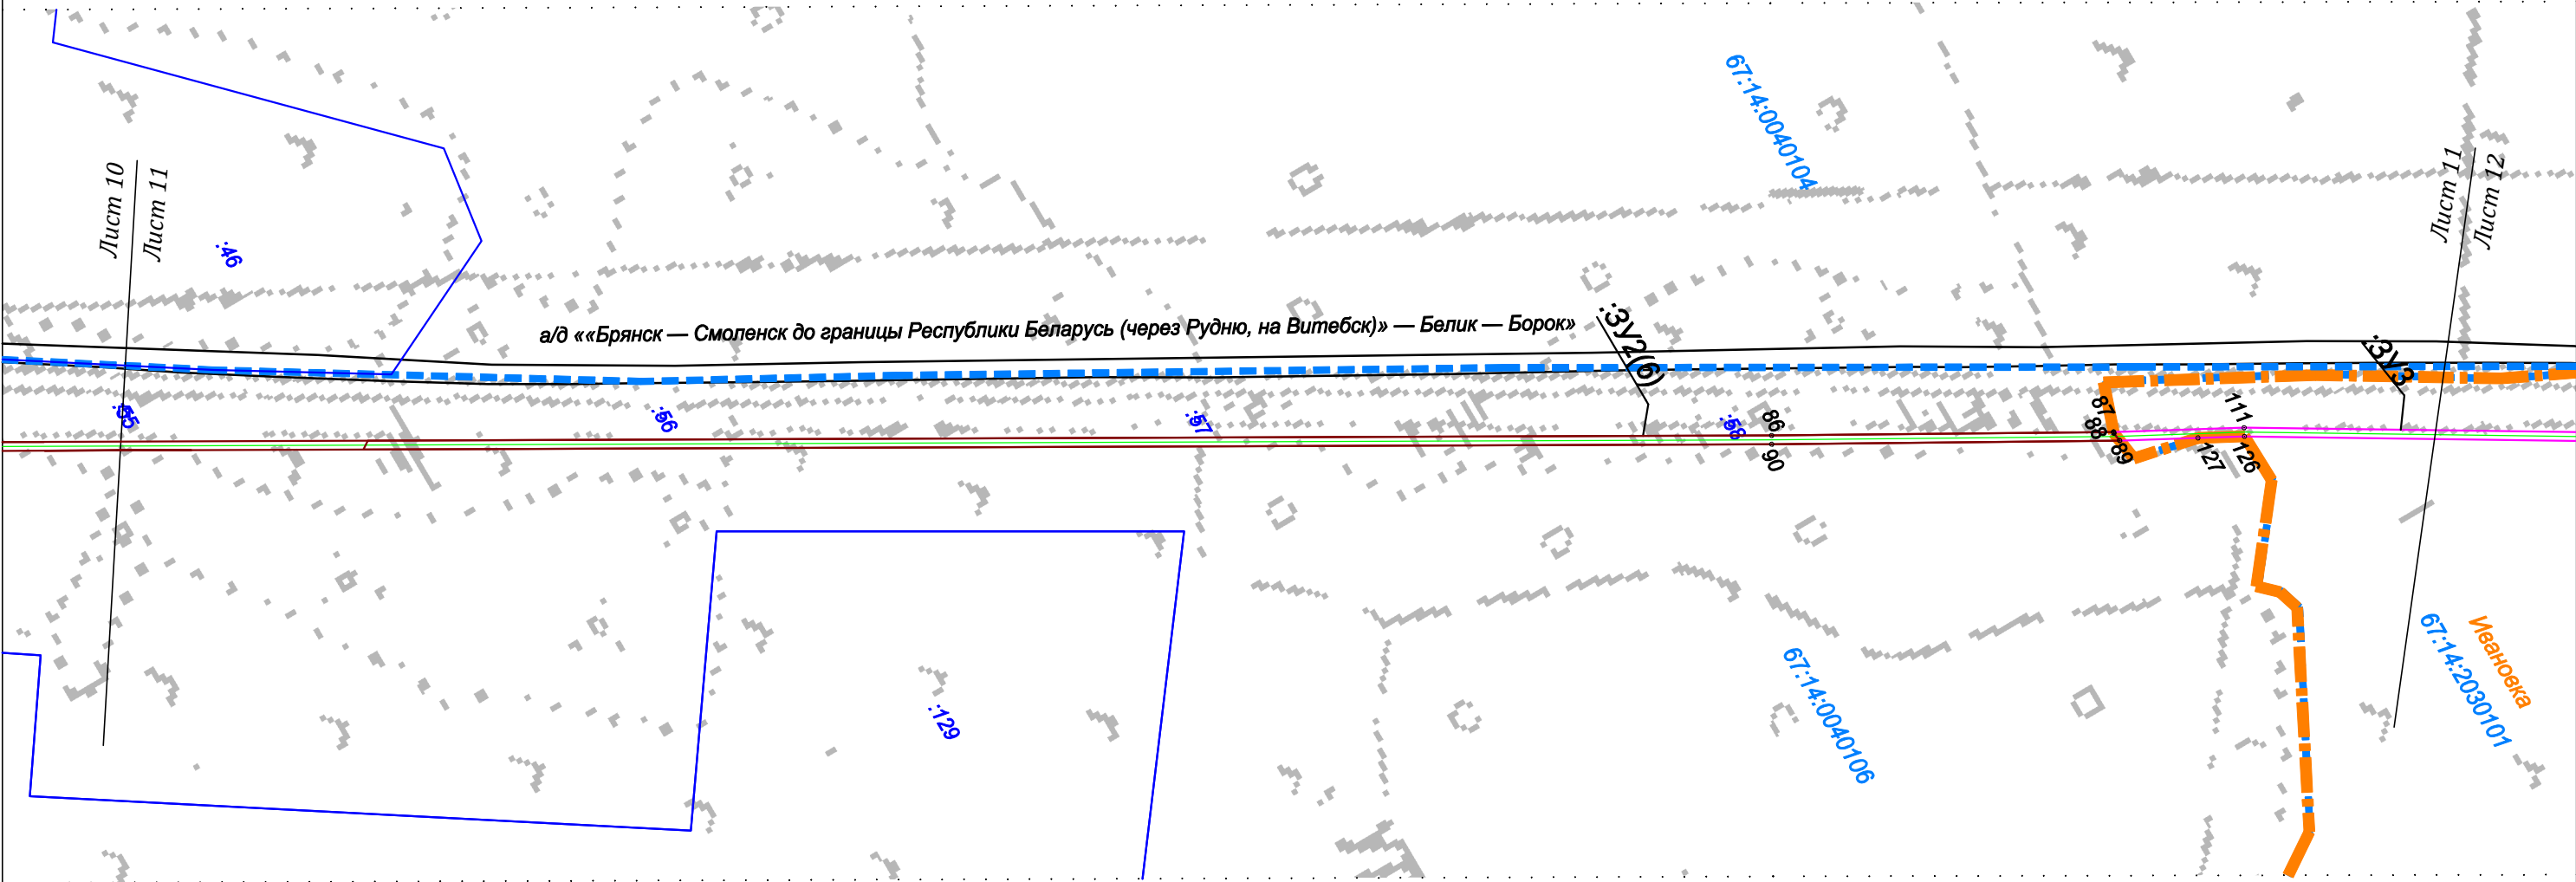 67:14:0040104
Лист 10
Лист 11
Лист 11
Лист 12
:46
а/д ««Брянск — Смоленск до границы Республики Беларусь (через Рудню, на Витебск)» — Белик — Борок»
:ЗУ2(6)
:ЗУ3
:55
:56
:57
:58
86
90
87
88
89
111
127
126
67:14:0040106
:129
Ивановка
67:14:2030101